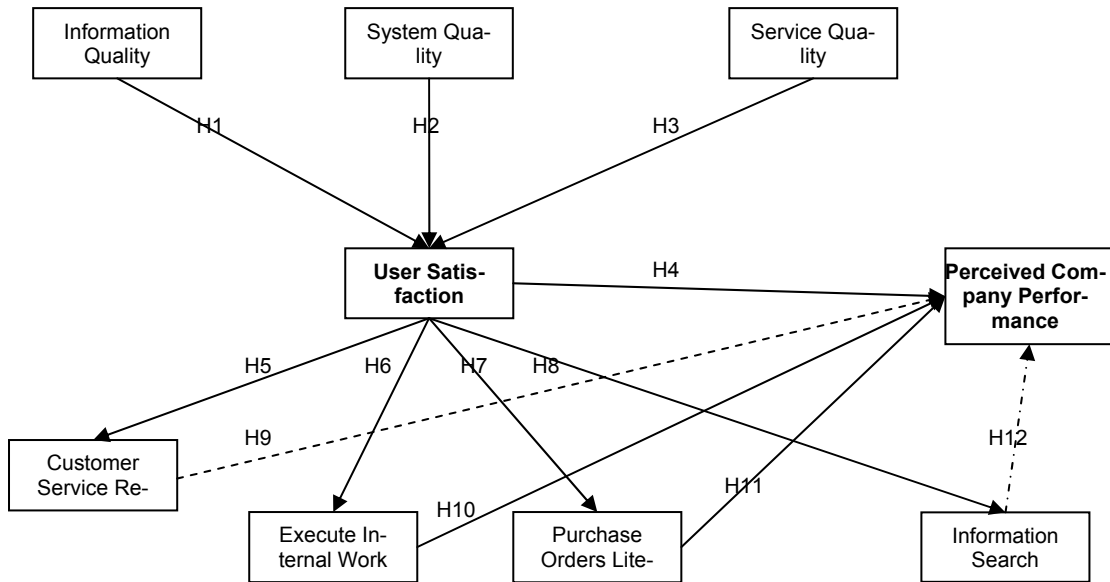 Information
Quality
System Qua-
lity
Service Qua-
lity
H1
H2
H3
User Satis-
faction
H4
Perceived Com-
pany Perfor-
mance
H5
H6
H7
H8
H9
H12
Customer
Service Re-
H10
H11
Execute In-
ternal Work
Purchase
Orders Lite-
Information
Search